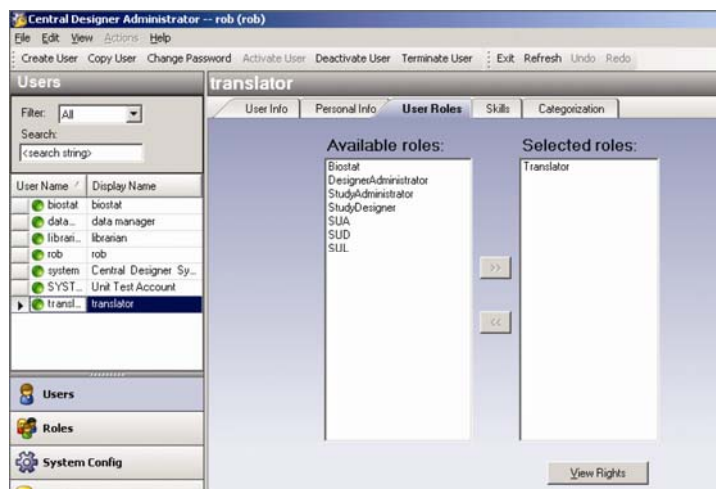 Central Designer Administrator -- rob (rob)
File Edit View Actions Help
Create User Copy User Change Password Activate User Deactivate User Terminate User Exit Refresh Undo Redo
Users
translator
Filter: All
Search:
<search string>
User Name Display Name
biostat biostat
data... data manager
librari... librarian
rob rob
system Central Designer Sy...
SYST... Unit Test Account
transl... translator
User Info Personal Info User Roles Skills Categorization
Available roles:
Biostat
DesignerAdministrator
StudyAdministrator
StudyDesigner
SUA
SUD
SUL
>>
<<
Selected roles:
Translator
View Rights
Users
Roles
System Config